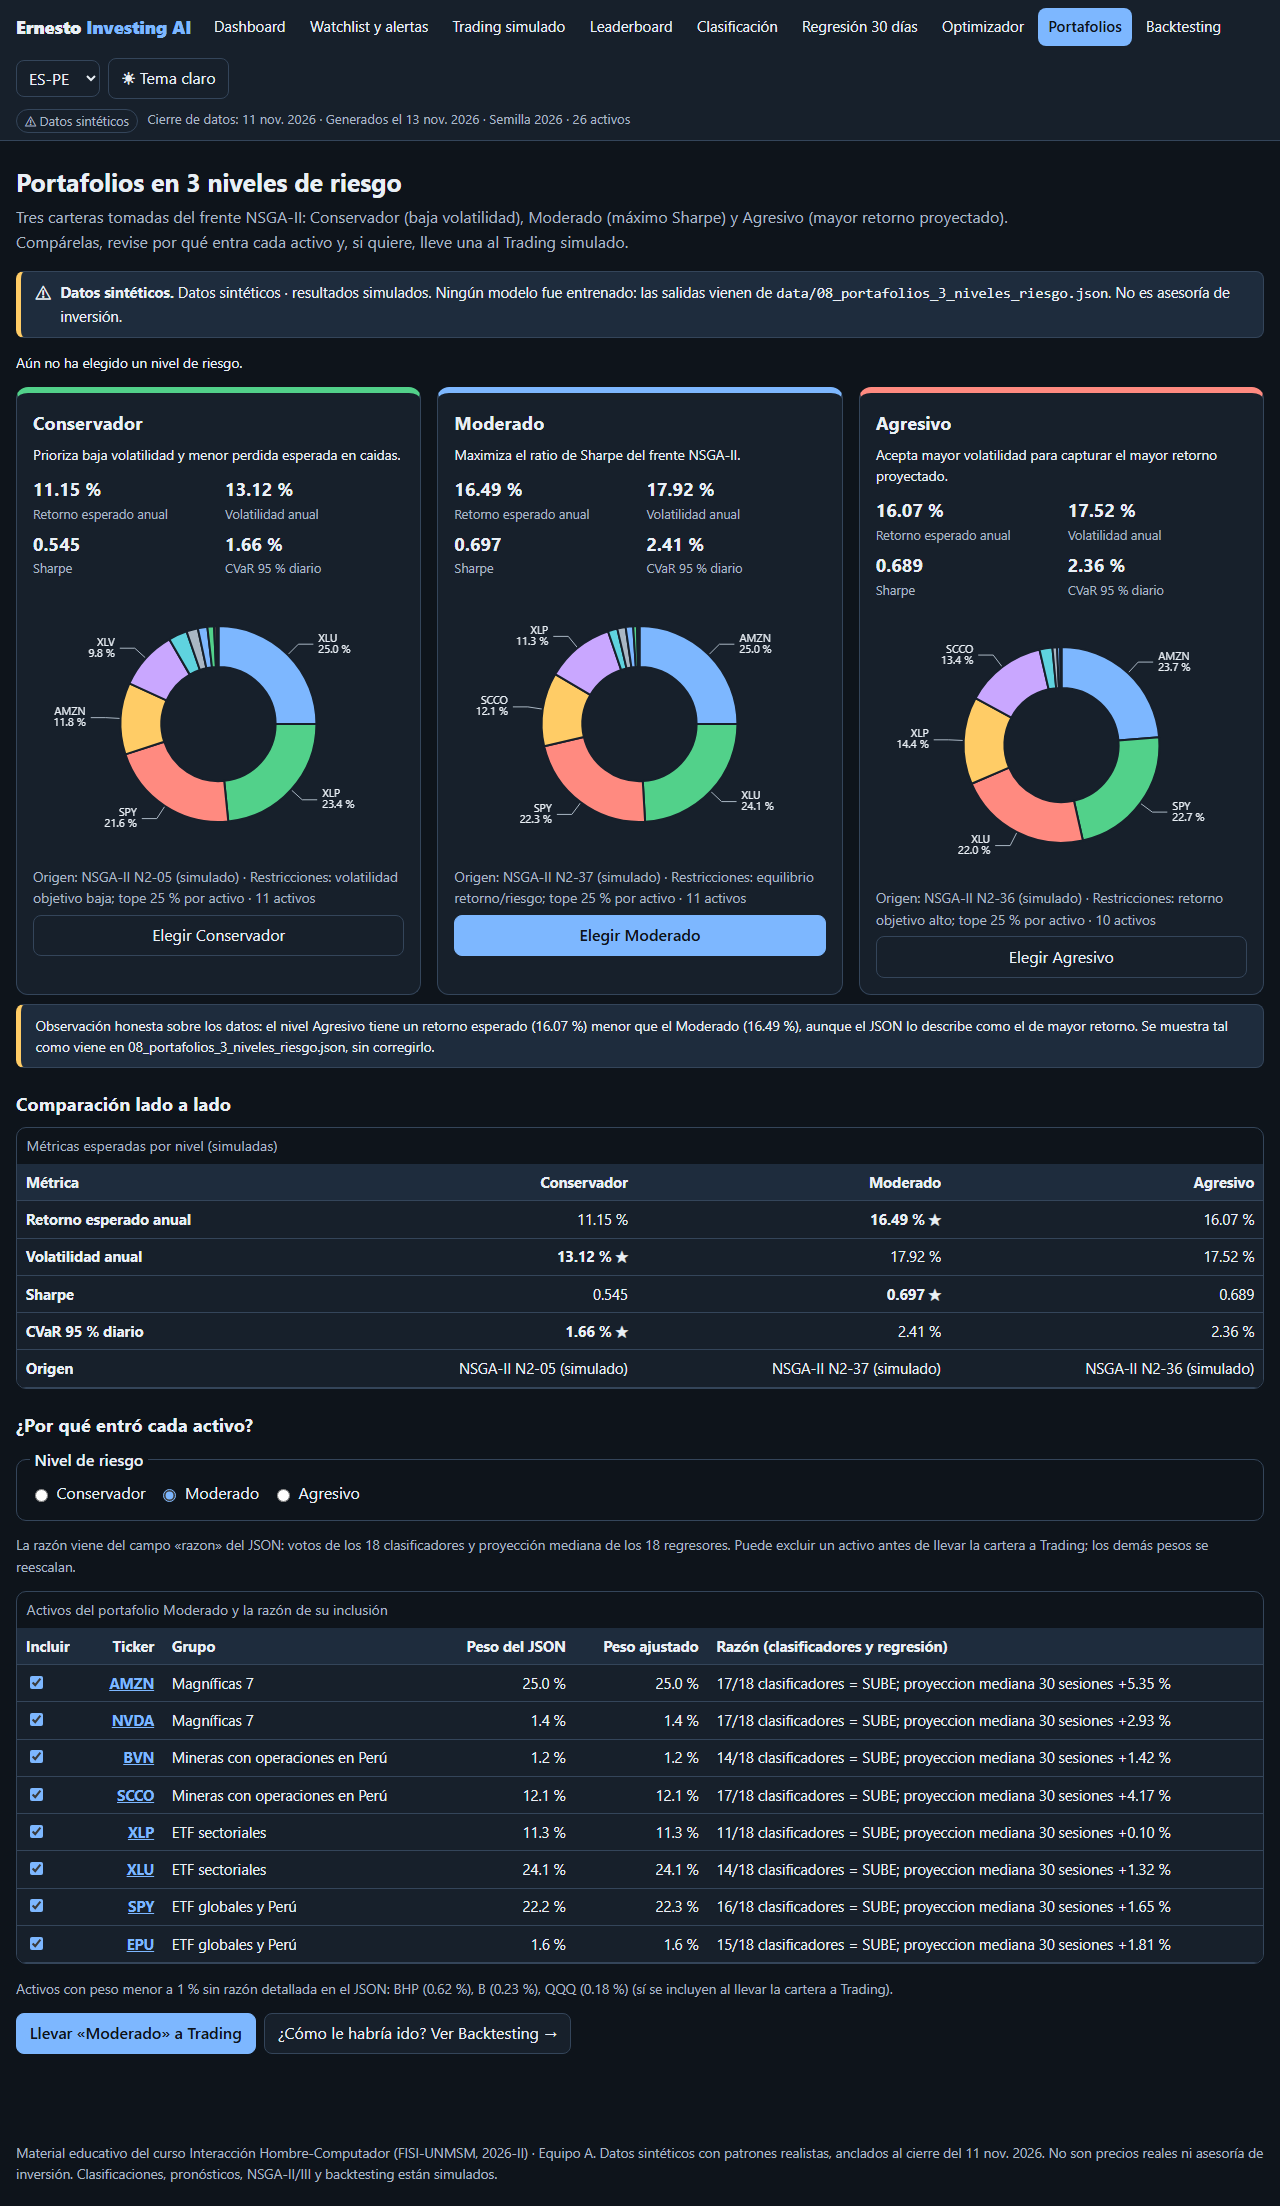 Ernesto Investing AI
Dashboard
Watchlist y alertas
Trading simulado
Leaderboard
Clasificación
Regresión 30 días
Optimizador
Portafolios
Backtesting
ES-PE
☀ Tema claro
⚠ Datos sintéticos
Cierre de datos: 11 nov. 2026 · Generados el 13 nov. 2026 · Semilla 2026 · 26 activos
Portafolios en 3 niveles de riesgo
Tres carteras tomadas del frente NSGA-II: Conservador (baja volatilidad), Moderado (máximo Sharpe) y Agresivo (mayor retorno proyectado).
Compárelas, revise por qué entra cada activo y, si quiere, lleve una al Trading simulado.
⚠ Datos sintéticos. Datos sintéticos · resultados simulados. Ningún modelo fue entrenado: las salidas vienen de data/08_portafolios_3_niveles_riesgo.json. No es asesoría de
inversión.
Aún no ha elegido un nivel de riesgo.
Conservador
Prioriza baja volatilidad y menor perdida esperada en caidas.
11.15 %
13.12 %
Retorno esperado anual
Volatilidad anual
0.545
1.66 %
Sharpe
CVaR 95 % diario
XLU
25.0 %
XLP
23.4 %
SPY
21.6 %
AMZN
11.8 %
XLV
9.8 %
Origen: NSGA-II N2-05 (simulado) · Restricciones: volatilidad
objetivo baja; tope 25 % por activo · 11 activos
Elegir Conservador
Moderado
Maximiza el ratio de Sharpe del frente NSGA-II.
16.49 %
17.92 %
Retorno esperado anual
Volatilidad anual
0.697
2.41 %
Sharpe
CVaR 95 % diario
AMZN
25.0 %
XLU
24.1 %
SPY
22.3 %
SCCO
12.1 %
XLP
11.3 %
Origen: NSGA-II N2-37 (simulado) · Restricciones: equilibrio
retorno/riesgo; tope 25 % por activo · 11 activos
Elegir Moderado
Agresivo
Acepta mayor volatilidad para capturar el mayor retorno
proyectado.
16.07 %
17.52 %
Retorno esperado anual
Volatilidad anual
0.689
2.36 %
Sharpe
CVaR 95 % diario
AMZN
23.7 %
SPY
22.7 %
XLU
22.0 %
XLP
14.4 %
SCCO
13.4 %
Origen: NSGA-II N2-36 (simulado) · Restricciones: retorno
objetivo alto; tope 25 % por activo · 10 activos
Elegir Agresivo
Observación honesta sobre los datos: el nivel Agresivo tiene un retorno esperado (16.07 %) menor que el Moderado (16.49 %), aunque el JSON lo describe como el de mayor retorno. Se muestra tal
como viene en 08_portafolios_3_niveles_riesgo.json, sin corregirlo.
Comparación lado a lado
Métricas esperadas por nivel (simuladas)
Métrica Conservador Moderado Agresivo
Retorno esperado anual 11.15 % 16.49 % ★ 16.07 %
Volatilidad anual 13.12 % ★ 17.92 % 17.52 %
Sharpe 0.545 0.697 ★ 0.689
CVaR 95 % diario 1.66 % ★ 2.41 % 2.36 %
Origen NSGA-II N2-05 (simulado) NSGA-II N2-37 (simulado) NSGA-II N2-36 (simulado)
¿Por qué entró cada activo?
Nivel de riesgo
Conservador Moderado Agresivo
La razón viene del campo «razon» del JSON: votos de los 18 clasificadores y proyección mediana de los 18 regresores. Puede excluir un activo antes de llevar la cartera a Trading; los demás pesos se
reescalan.
Activos del portafolio Moderado y la razón de su inclusión
Incluir Ticker Grupo Peso del JSON Peso ajustado Razón (clasificadores y regresión)
AMZN Magníficas 7 25.0 % 25.0 % 17/18 clasificadores = SUBE; proyeccion mediana 30 sesiones +5.35 %
NVDA Magníficas 7 1.4 % 1.4 % 17/18 clasificadores = SUBE; proyeccion mediana 30 sesiones +2.93 %
BVN Mineras con operaciones en Perú 1.2 % 1.2 % 14/18 clasificadores = SUBE; proyeccion mediana 30 sesiones +1.42 %
SCCO Mineras con operaciones en Perú 12.1 % 12.1 % 17/18 clasificadores = SUBE; proyeccion mediana 30 sesiones +4.17 %
XLP ETF sectoriales 11.3 % 11.3 % 11/18 clasificadores = SUBE; proyeccion mediana 30 sesiones +0.10 %
XLU ETF sectoriales 24.1 % 24.1 % 14/18 clasificadores = SUBE; proyeccion mediana 30 sesiones +1.32 %
SPY ETF globales y Perú 22.2 % 22.3 % 16/18 clasificadores = SUBE; proyeccion mediana 30 sesiones +1.65 %
EPU ETF globales y Perú 1.6 % 1.6 % 15/18 clasificadores = SUBE; proyeccion mediana 30 sesiones +1.81 %
Activos con peso menor a 1 % sin razón detallada en el JSON: BHP (0.62 %), B (0.23 %), QQQ (0.18 %) (sí se incluyen al llevar la cartera a Trading).
Llevar «Moderado» a Trading
¿Cómo le habría ido? Ver Backtesting →
Material educativo del curso Interacción Hombre-Computador (FISI-UNMSM, 2026-II) · Equipo A. Datos sintéticos con patrones realistas, anclados al cierre del 11 nov. 2026. No son precios reales ni asesoría de
inversión. Clasificaciones, pronósticos, NSGA-II/III y backtesting están simulados.